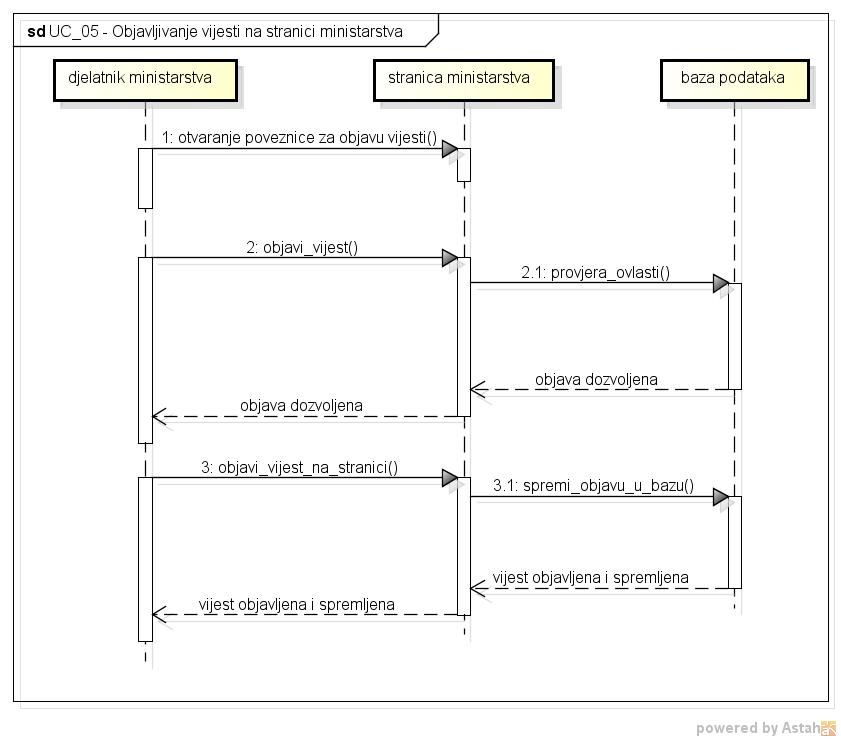 sd UC_05 - Objavljivanje vijesti na stranici ministarstva
djelatnik ministarstva
stranica ministarstva
baza podataka
1: otvaranje poveznice za objavu vijesti()
2: objavi_vijest()
2.1: provjera_ovlasti()
objava dozvoljena
objava dozvoljena
3: objavi_vijest_na_stranici()
3.1: spremi_objavu_u_bazu()
vijest objavljena i spremljena
vijest objavljena i spremljena
powered by Astah